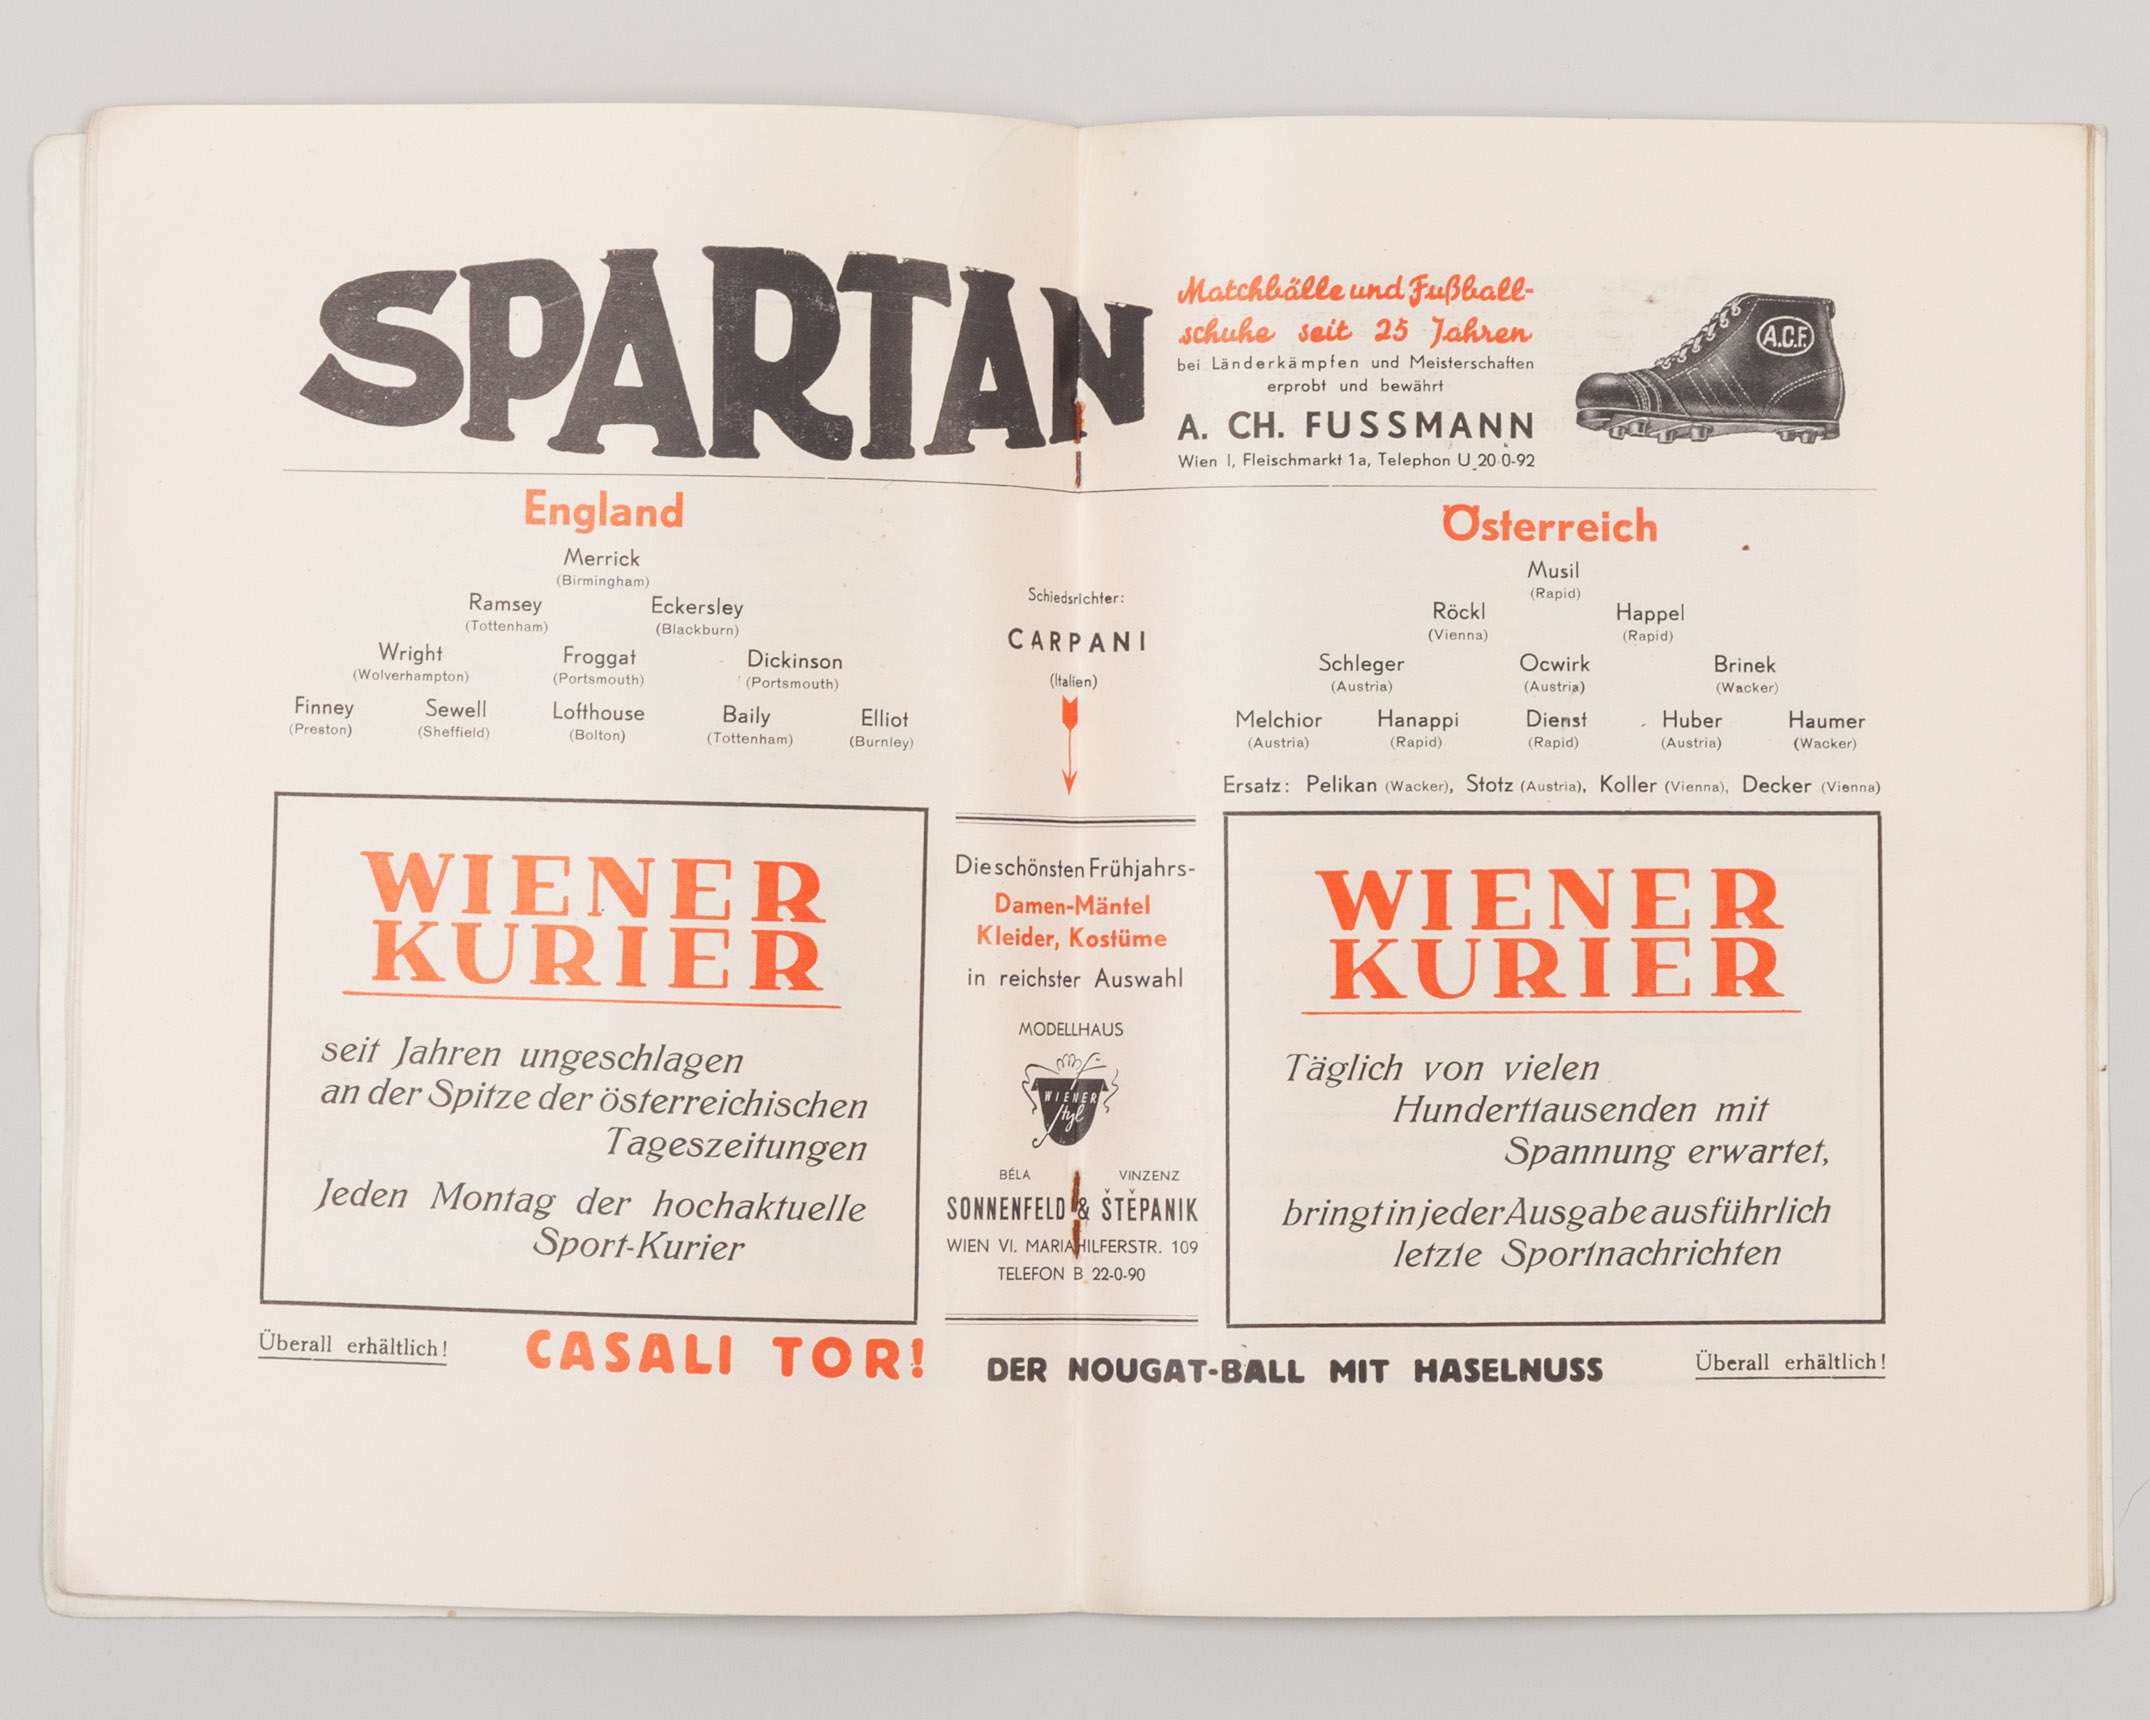 SPARTAN
Matchbälle und Fußball-
schuhe seit 25 Jahren
bei Länderkämpfen und Meisterschaften
erprobt und bewährt
A. CH. FUSSMANN
Wien I, Fleischmarkt 1a, Telephon U 20-0-92
A.C.F.
England
Merrick
(Birmingham)
Ramsey Eckersley
(Tottenham) (Blackburn)
Wright Froggat Dickinson
(Wolverhampton) (Portsmouth) (Portsmouth)
Finney Sewell Lofthouse Baily Elliot
(Preston) (Sheffield) (Bolton) (Tottenham) (Burnley)
Schiedsrichter:
CARPANI
(Italien)
Österreich
Musil
(Rapid)
Röckl Happel
(Vienna) (Rapid)
Schleger Ocwirk Brinek
(Austria) (Austria) (Wacker)
Melchior Hanappi Dienst Huber Haumer
(Austria) (Rapid) (Rapid) (Austria) (Wacker)
Ersatz: Pelikan (Wacker), Stotz (Austria), Koller (Vienna), Decker (Vienna)
WIENER
KURIER
seit Jahren ungeschlagen
an der Spitze der österreichischen
Tageszeitungen
Jeden Montag der hochaktuelle
Sport-Kurier
Die schönsten Frühjahrs-
Damen-Mäntel
Kleider, Kostüme
in reichster Auswahl
MODELLHAUS
WIENER
Styl
BÉLA VINZENZ
SONNENFELD & ŠTĚPANIK
WIEN VI. MARIAHILFERSTR. 109
TELEFON B 22-0-90
WIENER
KURIER
Täglich von vielen
Hunderttausenden mit
Spannung erwartet,
bringt in jeder Ausgabe ausführlich
letzte Sportnachrichten
Überall erhältlich! CASALI TOR! DER NOUGAT-BALL MIT HASELNUSS Überall erhältlich!